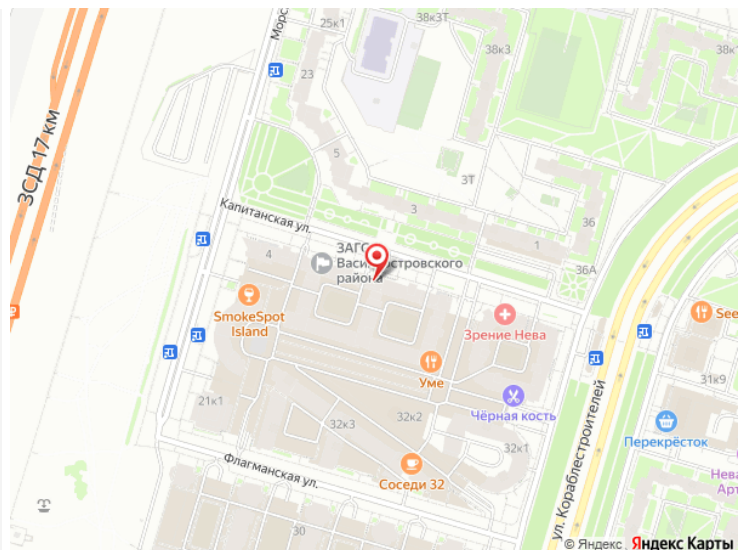 25к1
Морс
38к3Т
38к3
38к1
23
ЗСД 17 км
5
3Т
3
36
Капитанская ул.
1
36А
4
ЗАГС
Василеостровского
района
SmokeSpot
Island
Зрение Нева
See
Уме
31к9
21к1
Чёрная кость
32к2
32к3
Перекрёсток
32к1
Флагманская ул.
Соседи 32
ул. Кораблестроителей
Нева
Арт
30
© Яндекс Яндекс Карты